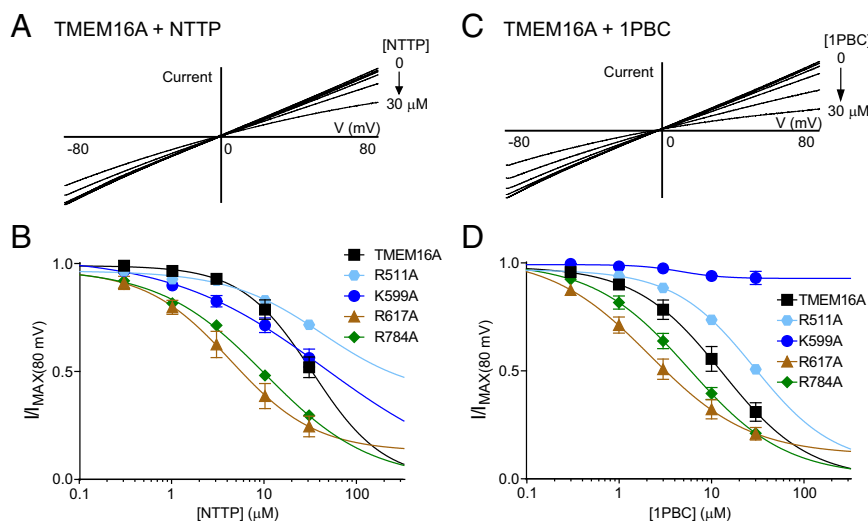 A TMEM16A + NTTP
[NTTP]
0
Current
30 μM
V (mV)
-80
0
80
B
TMEM16A
R511A
K599A
R617A
R784A
I/I MAX(80 mV)
1.0
0.5
0.0
0.1
1
10
100
[NTTP] (μM)
C TMEM16A + 1PBC
[1PBC]
0
Current
30 μM
V (mV)
-80
0
80
D
TMEM16A
R511A
K599A
R617A
R784A
I/I MAX(80 mV)
1.0
0.5
0.0
0.1
1
10
100
[1PBC] (μM)